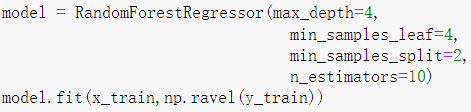 model = RandomForestRegressor(max_depth=4,
                              min_samples_leaf=4,
                              min_samples_split=2,
                              n_estimators=10)
model.fit(x_train,np.ravel(y_train))